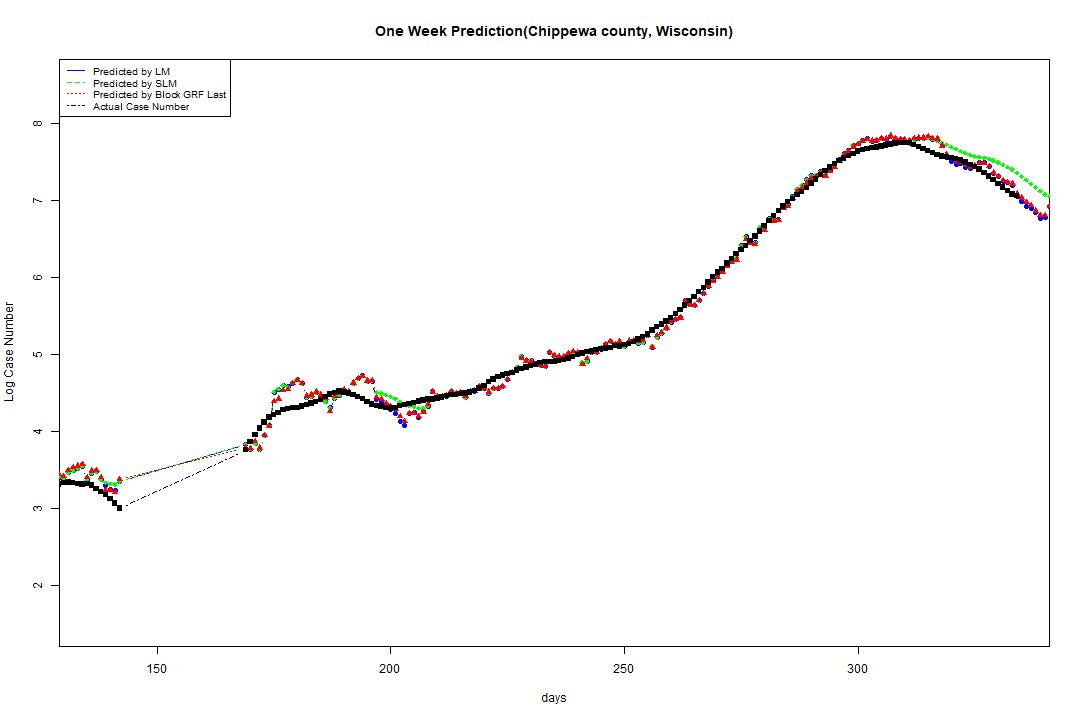 One Week Prediction(Chippewa county, Wisconsin)
Predicted by LM
Predicted by SLM
Predicted by Block GRF Last
Actual Case Number
Log Case Number
8
7
6
5
4
3
2
150
200
250
300
days